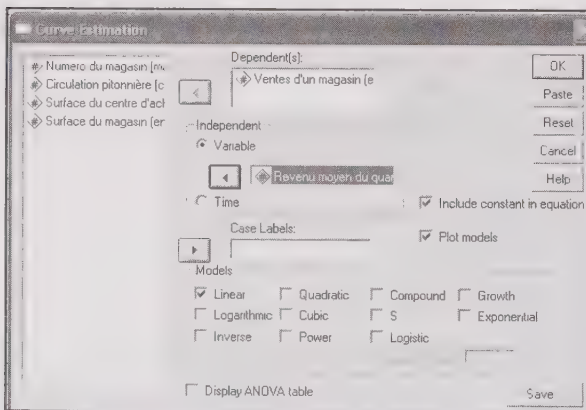 Curve Estimation
Numero du magasin [m
Circulation pitonnière [c
Surface du centre d'acl
Surface du magasin (er
Dependent(s):
Ventes d'un magasin (e
Independent
Variable
Revenu moyen du quar
Time
Case Labels:
Models
Linear Quadratic Compound Growth
Logarithmic Cubic S Exponential
Inverse Power Logistic
Display ANOVA table
OK
Paste
Reset
Cancel
Help
Include constant in equation
Plot models
Save